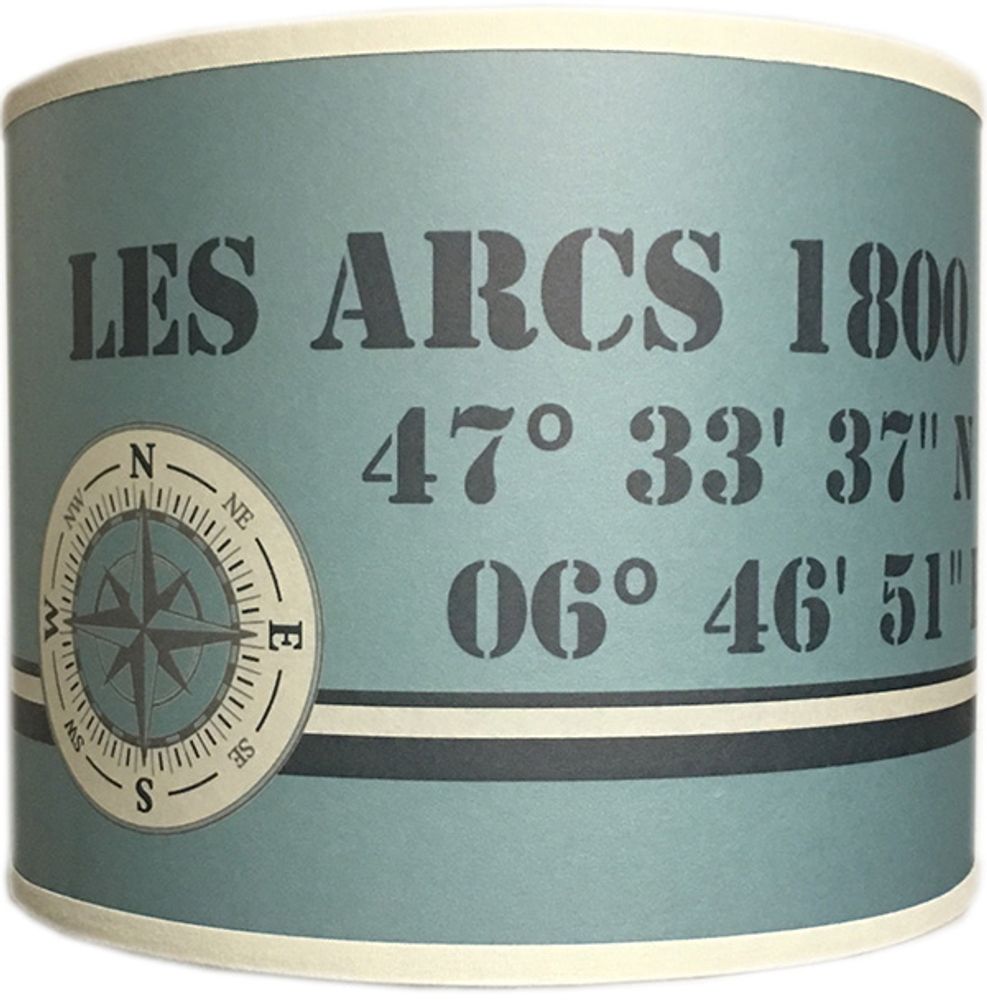 LES ARCS 1800
47° 33' 37" N
06° 46' 51"
N
NE
E
SE
S
SW
W
NW